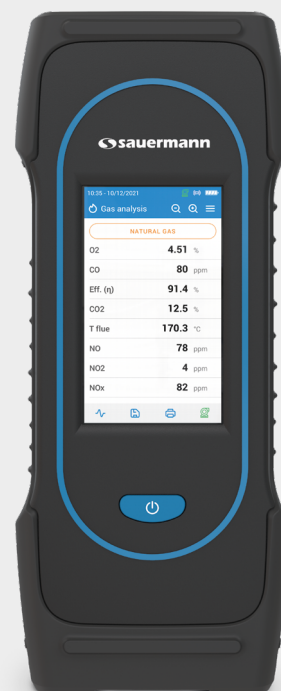 sauermann
10:35 - 10/12/2021
Gas analysis
NATURAL GAS
O2 4.51 %
CO 80 ppm
Eff. (η) 91.4 %
CO2 12.5 %
T flue 170.3 °C
NO 78 ppm
NO2 4 ppm
NOx 82 ppm